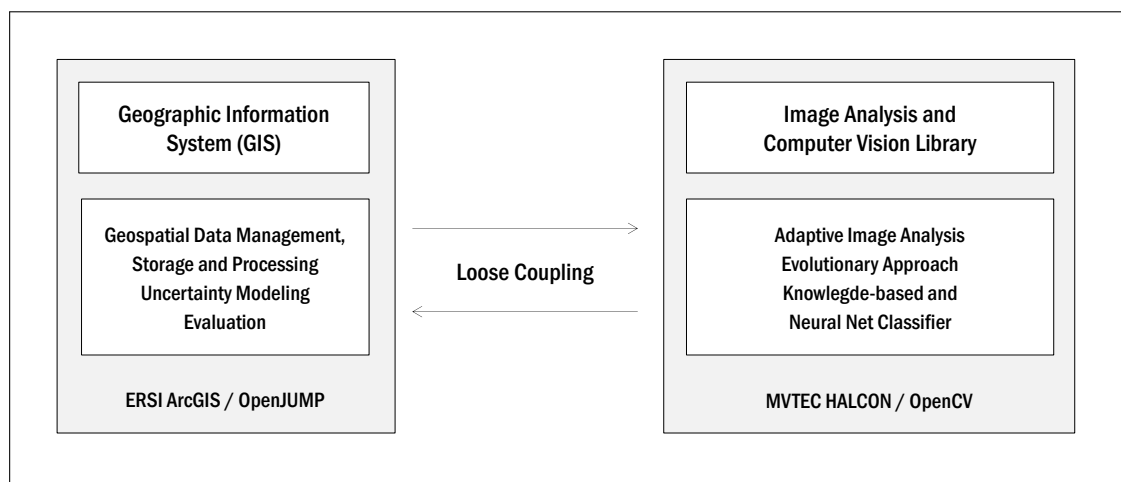 Geographic Information
System (GIS)
Geospatial Data Management,
Storage and Processing
Uncertainty Modeling
Evaluation
ERSI ArcGIS / OpenJUMP
Loose Coupling
Image Analysis and
Computer Vision Library
Adaptive Image Analysis
Evolutionary Approach
Knowlegde-based and
Neural Net Classifier
MVTEC HALCON / OpenCV